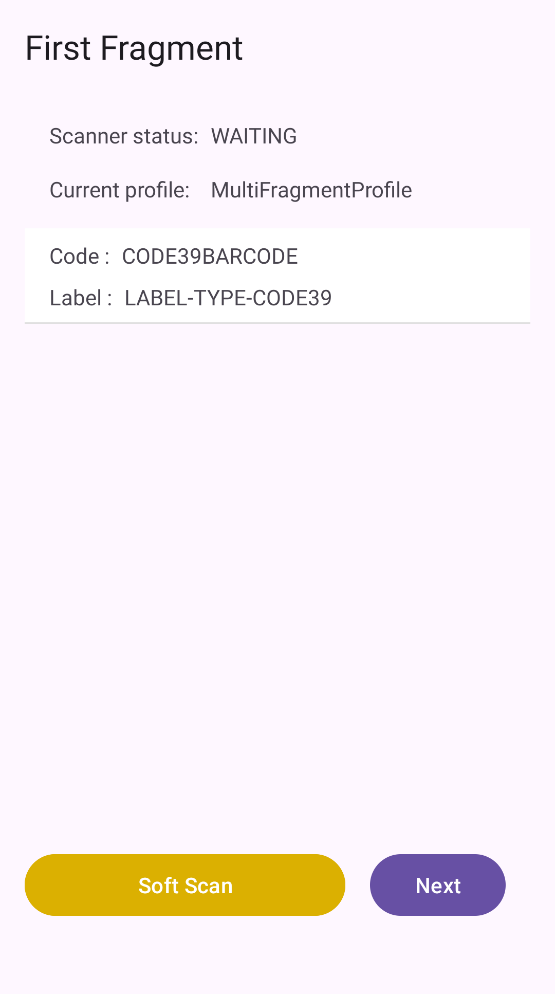 First Fragment
Scanner status: WAITING
Current profile: MultiFragmentProfile
Code : CODE39BARCODE
Label : LABEL-TYPE-CODE39
Soft Scan
Next